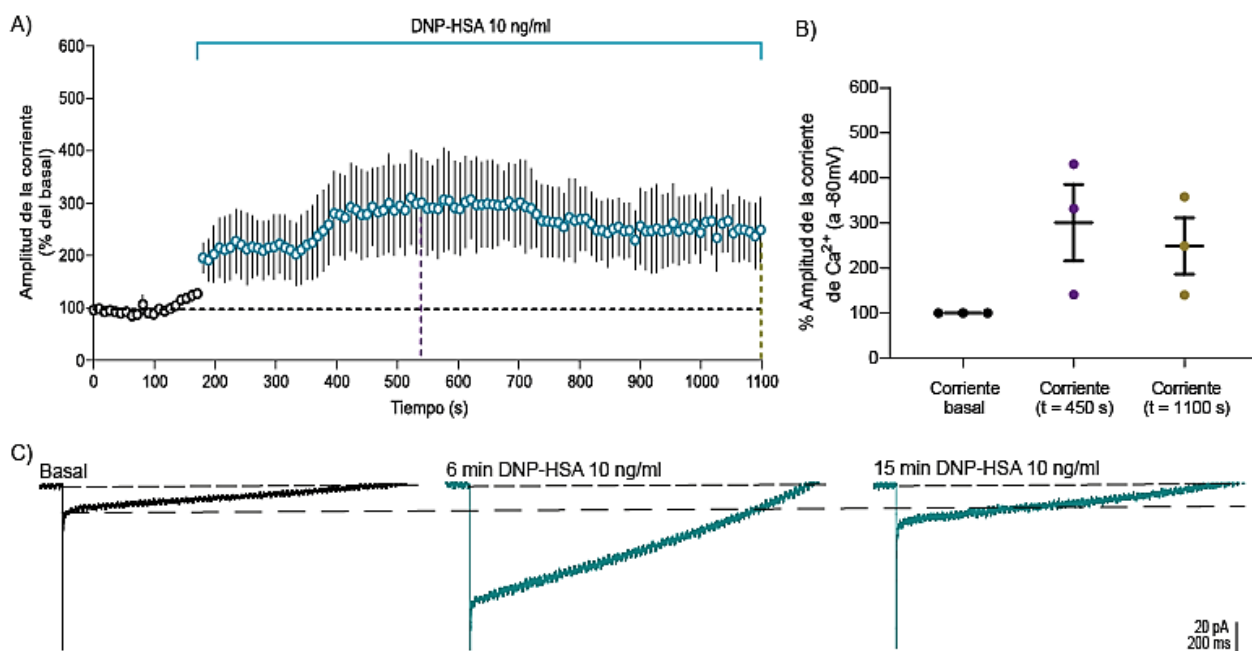 A)
DNP-HSA 10 ng/ml
600
500
400
300
200
100
0
Amplitud de la corriente
(% del basal)
0 100 200 300 400 500 600 700 800 900 1000 1100
Tiempo (s)
B)
600
500
400
300
200
100
0
% Amplitud de la corriente
de Ca²⁺ (a -80mV)
Corriente
basal
Corriente
(t = 450 s)
Corriente
(t = 1100 s)
C)
Basal
6 min DNP-HSA 10 ng/ml
15 min DNP-HSA 10 ng/ml
20 pA
200 ms